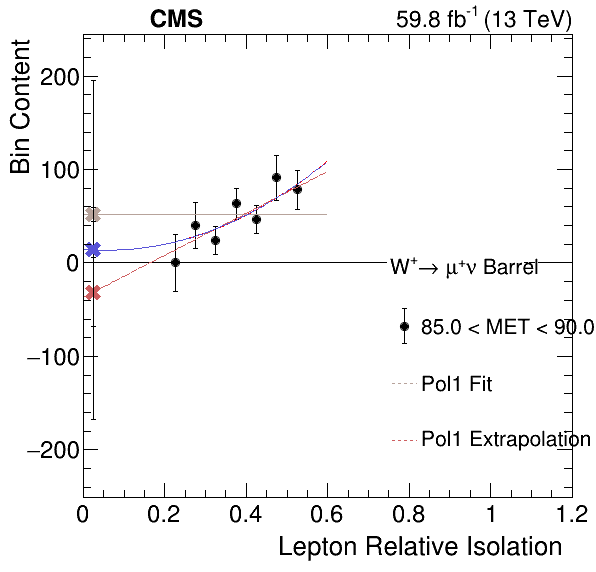 CMS 59.8 fb⁻¹ (13 TeV)
Bin Content
200
100
0
−100
−200
W⁺→ μ⁺ν Barrel
85.0 < MET < 90.0
Pol1 Fit
Pol1 Extrapolation
0 0.2 0.4 0.6 0.8 1 1.2
Lepton Relative Isolation